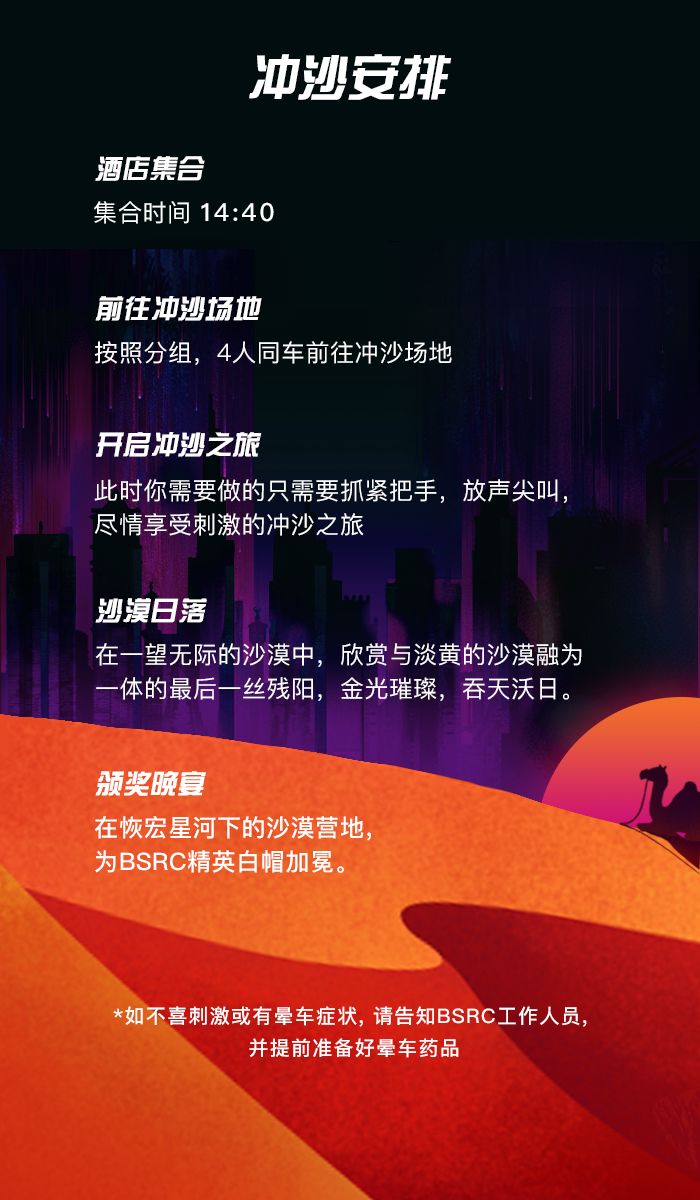 冲沙安排
酒店集合
集合时间 14:40
前往冲沙场地
按照分组，4人同车前往冲沙场地
开启冲沙之旅
此时你需要做的只需要抓紧把手，放声尖叫，
尽情享受刺激的冲沙之旅
沙漠日落
在一望无际的沙漠中，欣赏与淡黄的沙漠融为
一体的最后一丝残阳，金光璀璨，吞天沃日。
颁奖晚宴
在恢宏星河下的沙漠营地，
为BSRC精英白帽加冕。
*如不喜刺激或有晕车症状, 请告知BSRC工作人员,
并提前准备好晕车药品